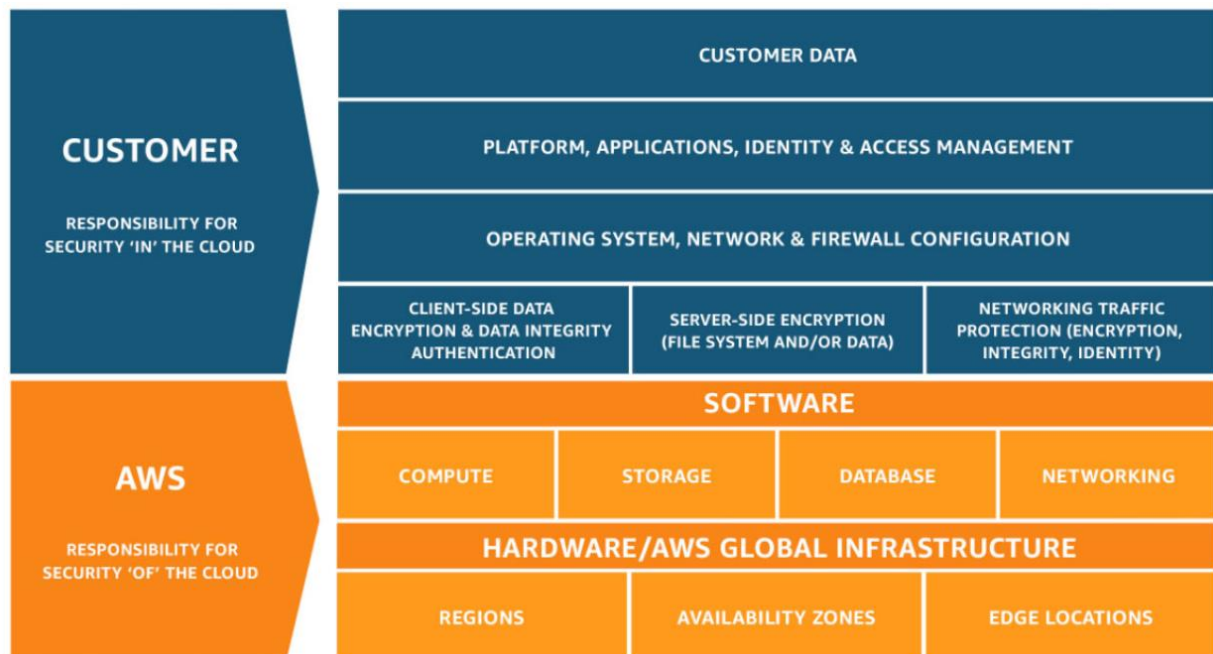 CUSTOMER
RESPONSIBILITY FOR
SECURITY ‘IN’ THE CLOUD
CUSTOMER DATA
PLATFORM, APPLICATIONS, IDENTITY & ACCESS MANAGEMENT
OPERATING SYSTEM, NETWORK & FIREWALL CONFIGURATION
CLIENT-SIDE DATA
ENCRYPTION & DATA INTEGRITY
AUTHENTICATION
SERVER-SIDE ENCRYPTION
(FILE SYSTEM AND/OR DATA)
NETWORKING TRAFFIC
PROTECTION (ENCRYPTION,
INTEGRITY, IDENTITY)
AWS
RESPONSIBILITY FOR
SECURITY ‘OF’ THE CLOUD
SOFTWARE
COMPUTE
STORAGE
DATABASE
NETWORKING
HARDWARE/AWS GLOBAL INFRASTRUCTURE
REGIONS
AVAILABILITY ZONES
EDGE LOCATIONS